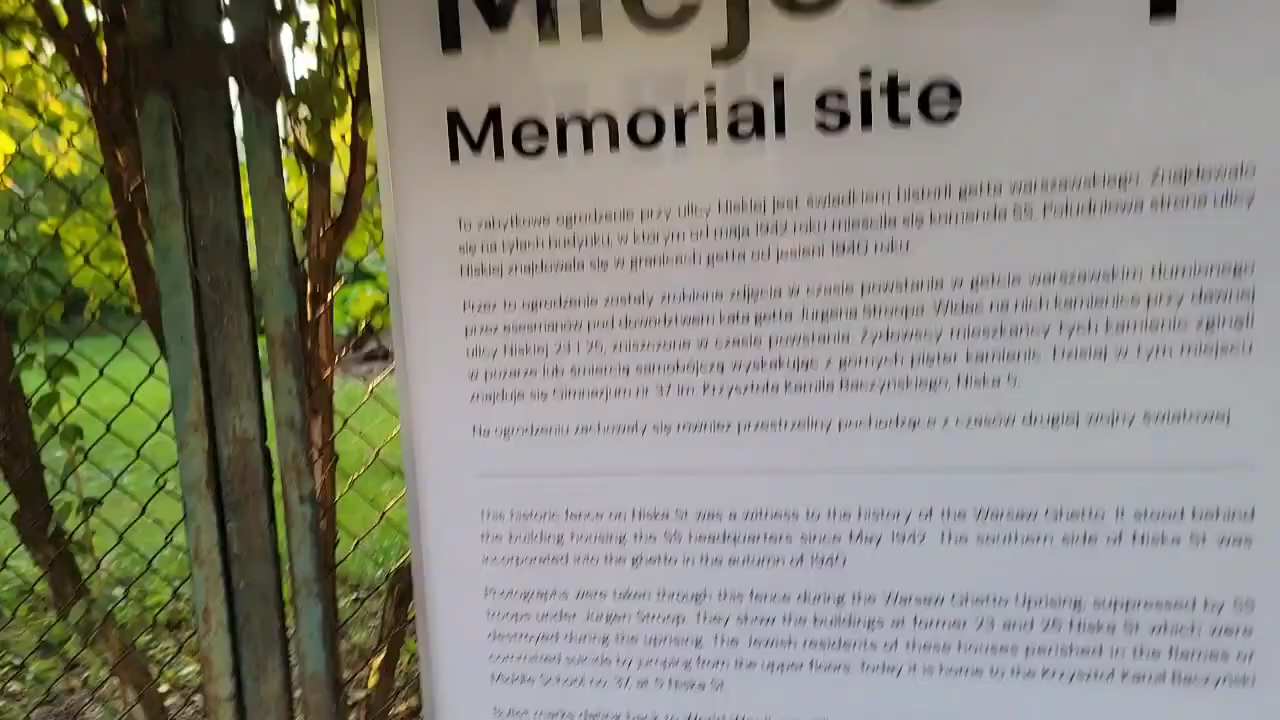 Miejsc
Memorial site
To zabytkowe ogrodzenie przy ulicy Niskiej jest świadkiem historii getta warszawskiego. Znajdowało
się na tyłach budynku, w którym od maja 1942 roku mieściła się komenda SS. Południowa strona ulicy
Niskiej znajdowała się w granicach getta od jesieni 1940 roku.
Przez to ogrodzenie zostały zrobione zdjęcia w czasie powstania w getcie warszawskim tłumionego
przez esesmanów pod dowództwem kata getta Jürgena Stroopa. Widać na nich kamienice przy dawnej
ulicy Niskiej 23 i 25, zniszczone w czasie powstania. Żydowscy mieszkańcy tych kamienic zginęli
w pożarze lub śmiercią samobójczą wyskakując z górnych pięter kamienic. Dzisiaj w tym miejscu
znajduje się Gimnazjum nr 37 im. Krzysztofa Kamila Baczyńskiego, Niska 5.
Na ogrodzeniu zachowały się również przestrzeliny pochodzące z czasów drugiej wojny światowej.
This historic fence on Niska St. was a witness to the history of the Warsaw Ghetto. It stood behind
the building housing the SS headquarters since May 1942. The southern side of Niska St. was
incorporated into the ghetto in the autumn of 1940.
Photographs were taken through this fence during the Warsaw Ghetto Uprising, suppressed by SS
troops under Jürgen Stroop. They show the buildings at former 23 and 25 Niska St. which were
destroyed during the uprising. The Jewish residents of these houses perished in the flames or
committed suicide by jumping from the upper floors. Today it is home to the Krzysztof Kamil Baczyński
Middle School no. 37, at 5 Niska St.